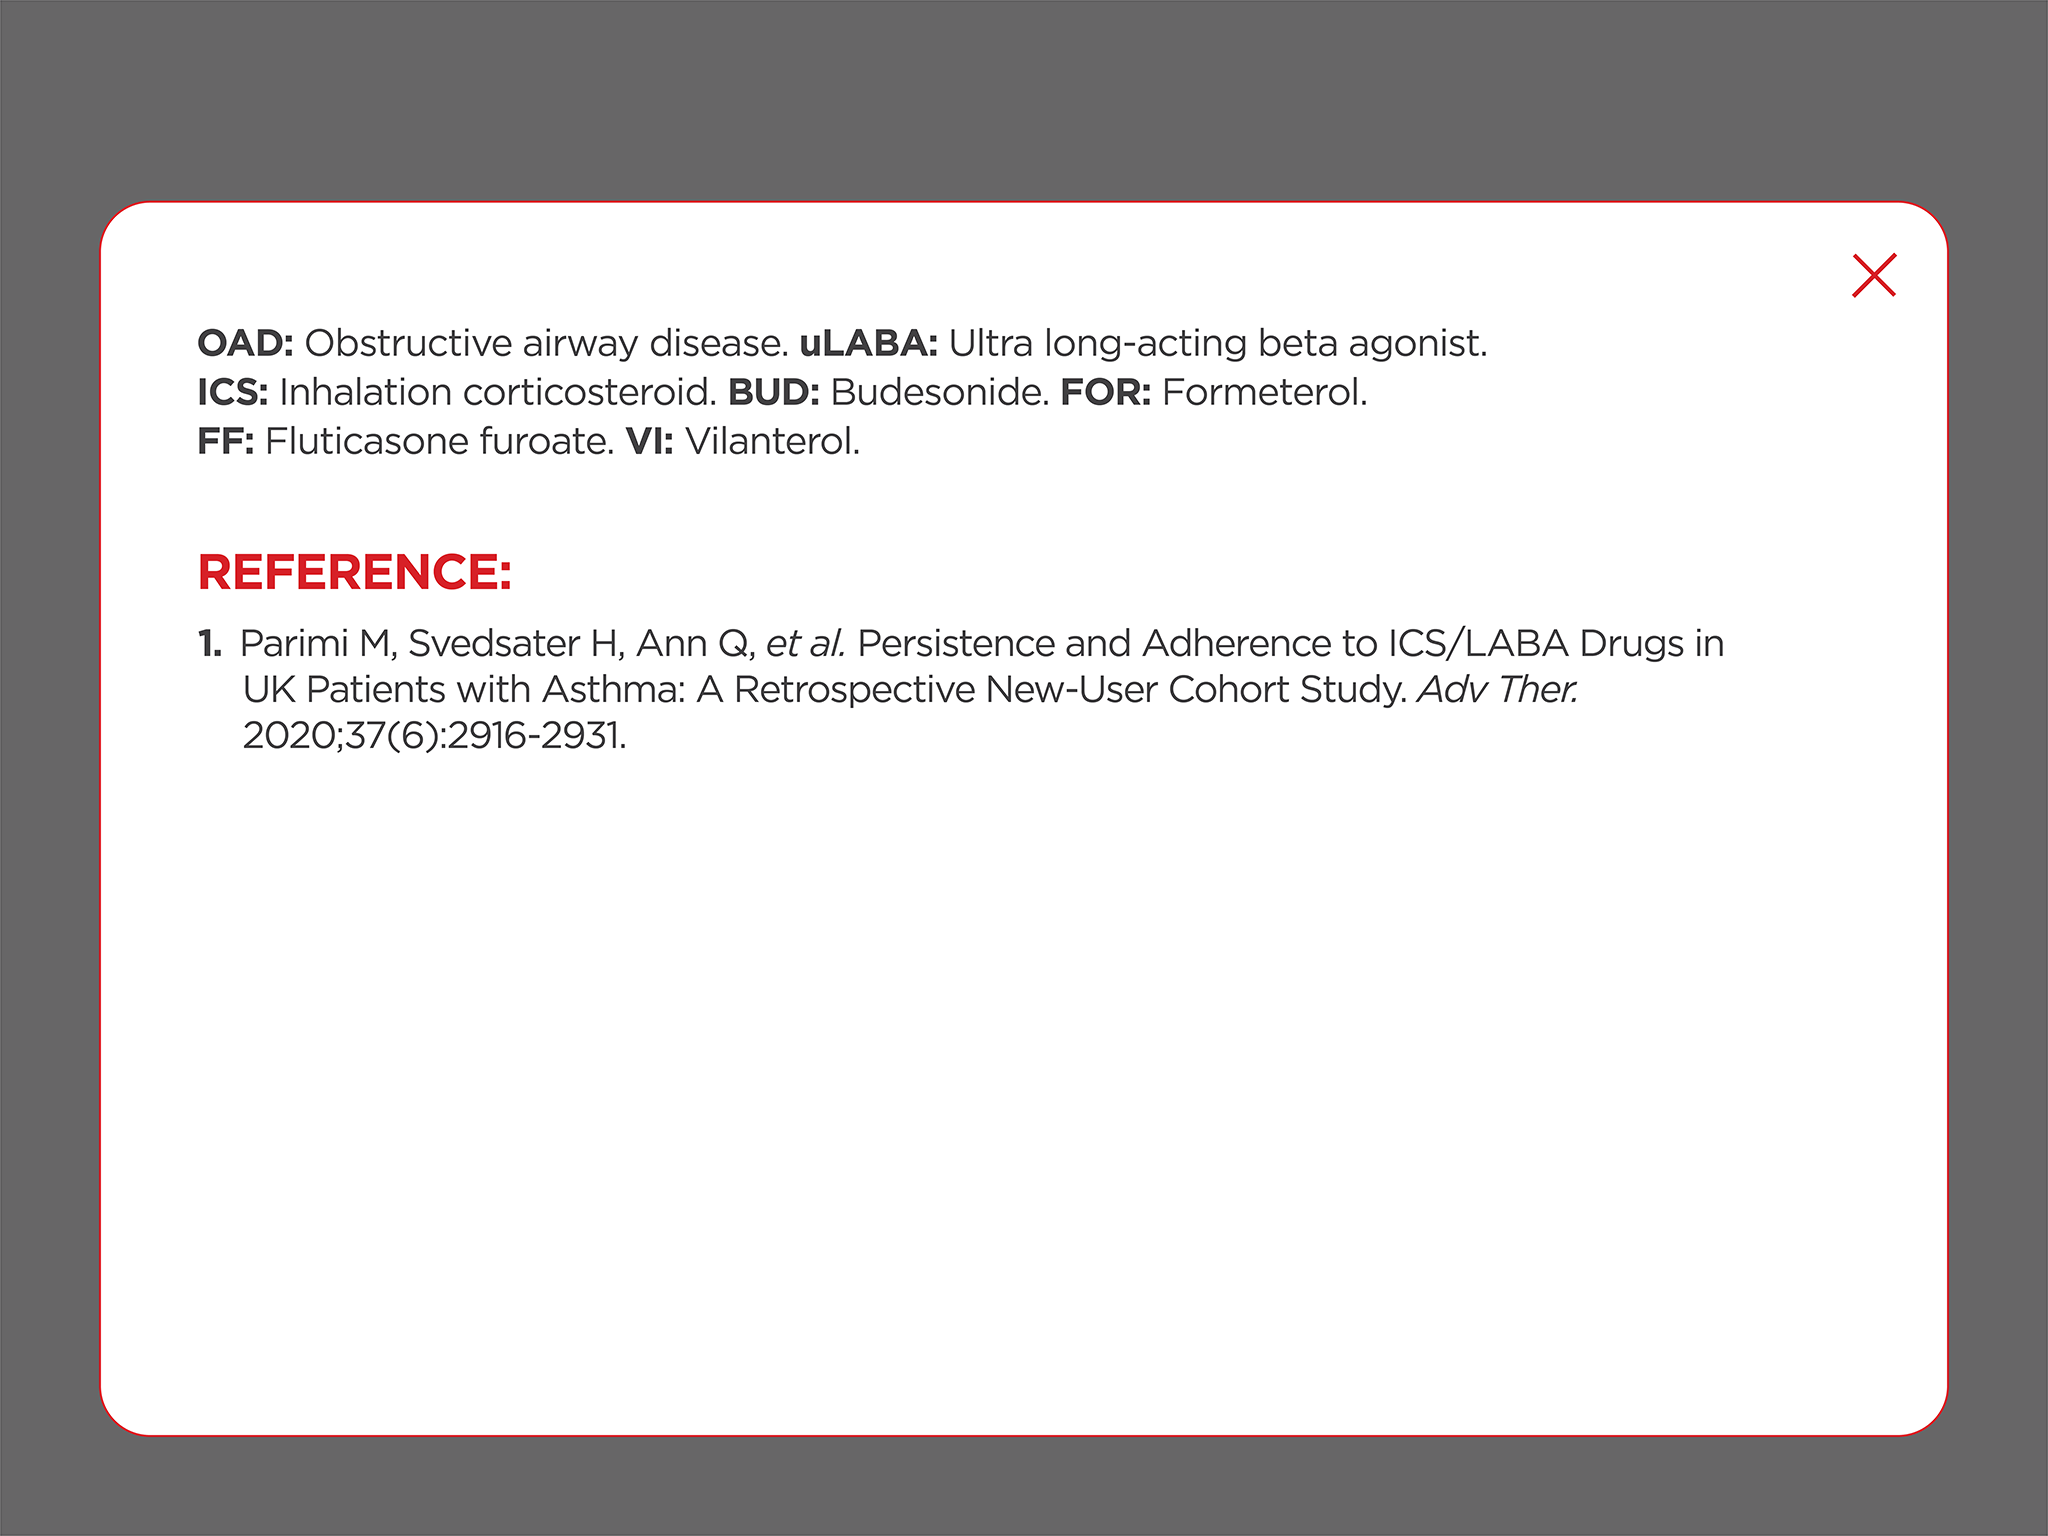 OAD: Obstructive airway disease. uLABA: Ultra long-acting beta agonist.
ICS: Inhalation corticosteroid. BUD: Budesonide. FOR: Formeterol.
FF: Fluticasone furoate. VI: Vilanterol.
REFERENCE:
1. Parimi M, Svedsater H, Ann Q, et al. Persistence and Adherence to ICS/LABA Drugs in
UK Patients with Asthma: A Retrospective New-User Cohort Study. Adv Ther.
2020;37(6):2916-2931.